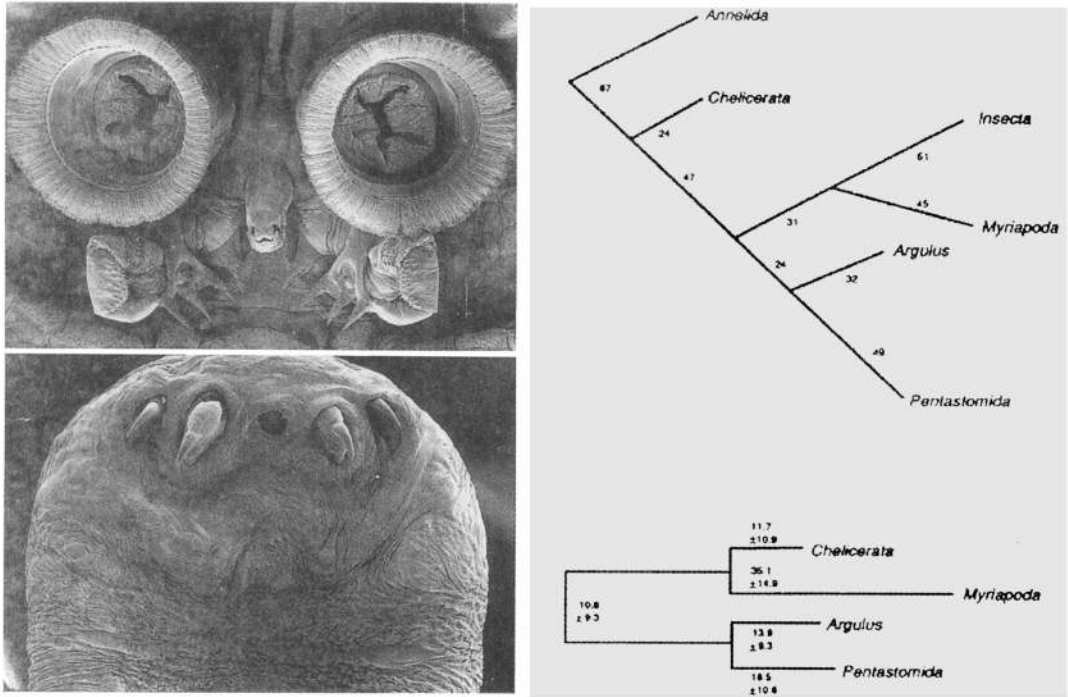 Annelida
67
Chelicerata
24
Insecta
61
47
45
31
Myriapoda
Argulus
24
32
49
Pentastomida
11.7
±10.9
Chelicerata
35.1
±14.9
Myriapoda
10.8
±9.3
Argulus
13.9
±9.3
Pentastomida
18.5
±10.6